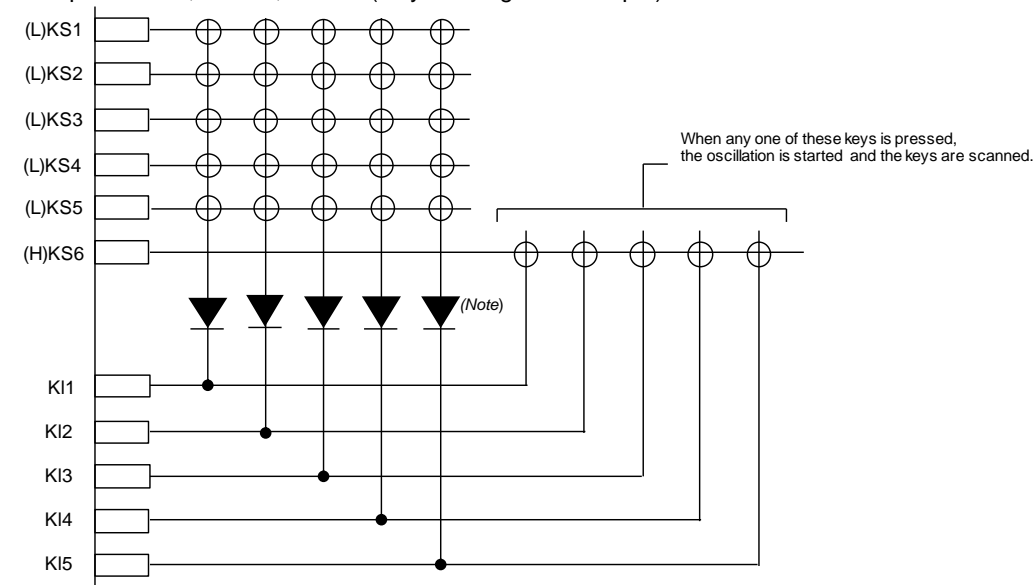 (L)KS1
(L)KS2
(L)KS3
(L)KS4
(L)KS5
(H)KS6
When any one of these keys is pressed,
the oscillation is started and the keys are scanned.
(Note)
KI1
KI2
KI3
KI4
KI5